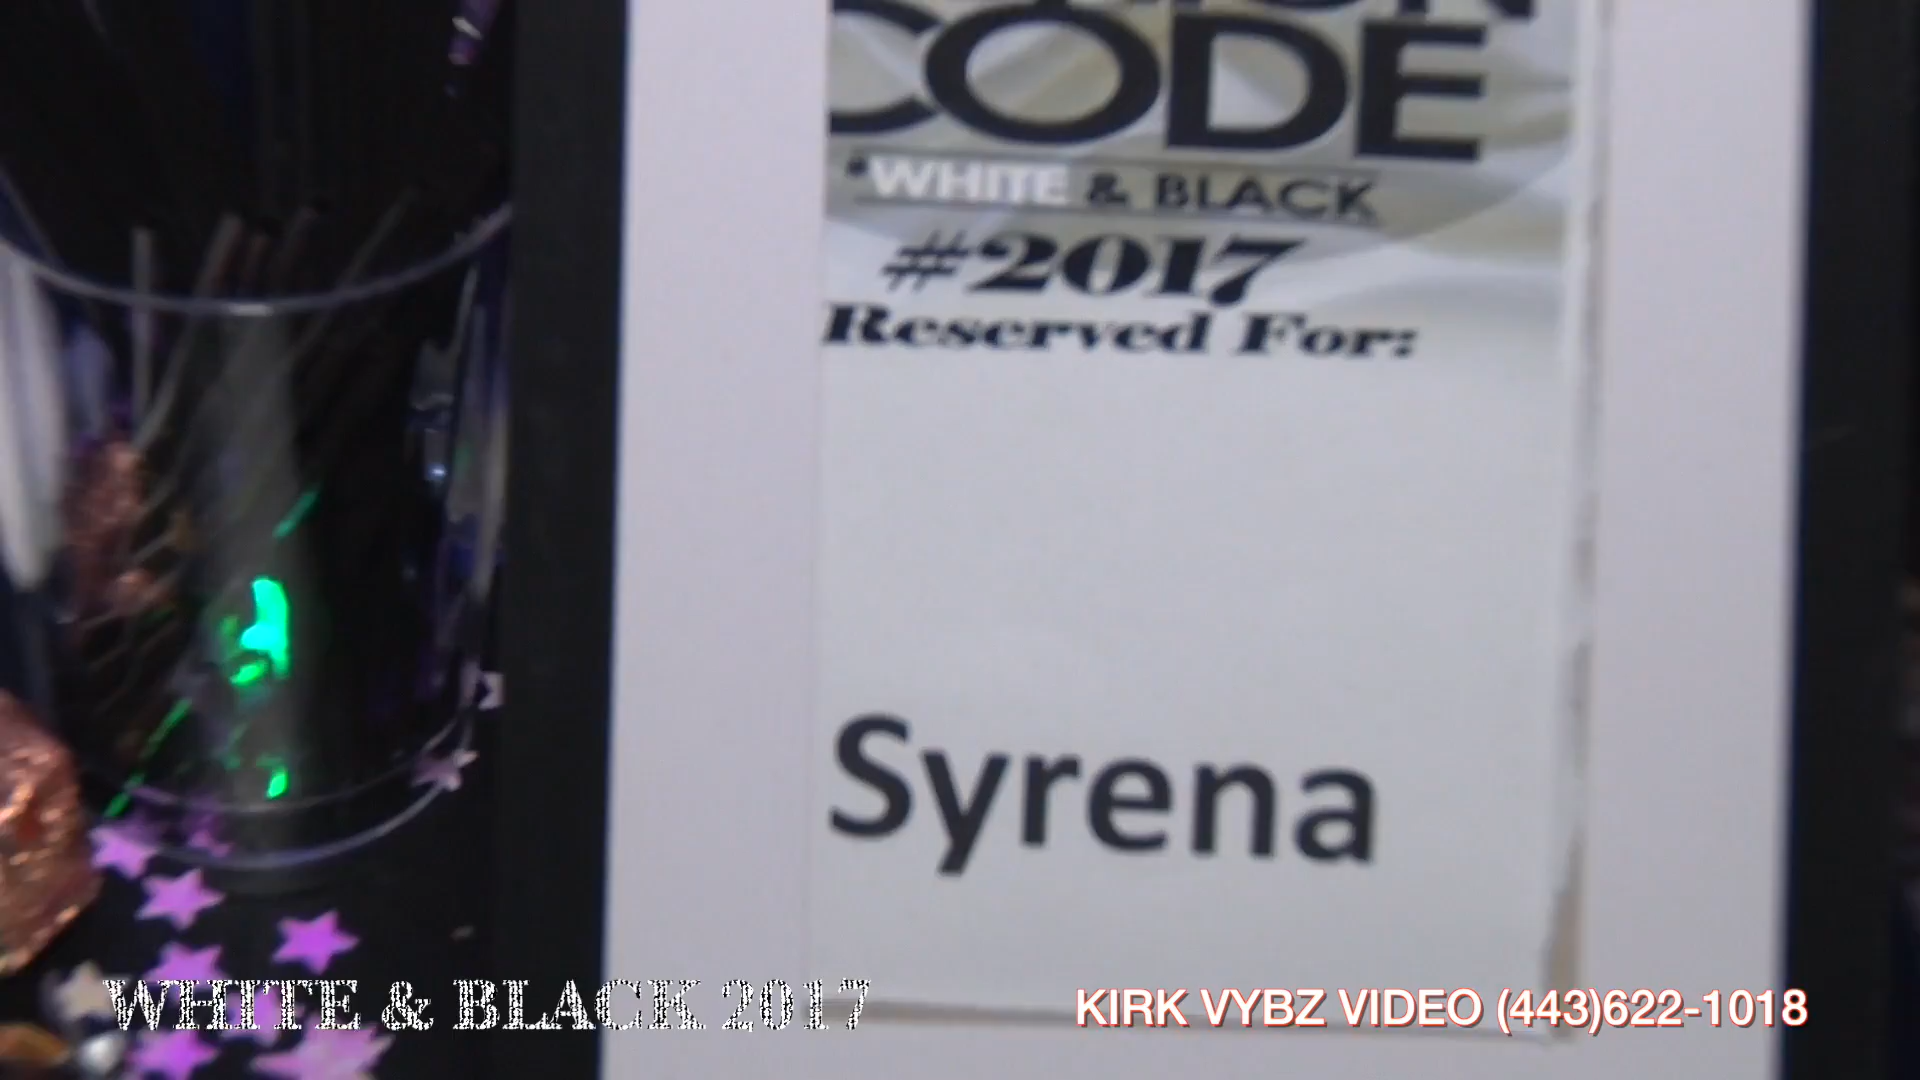 CODE
*WHITE & BLACK
#2017
Reserved For:
Syrena
WHITE & BLACK 2017
KIRK VYBZ VIDEO (443)622-1018